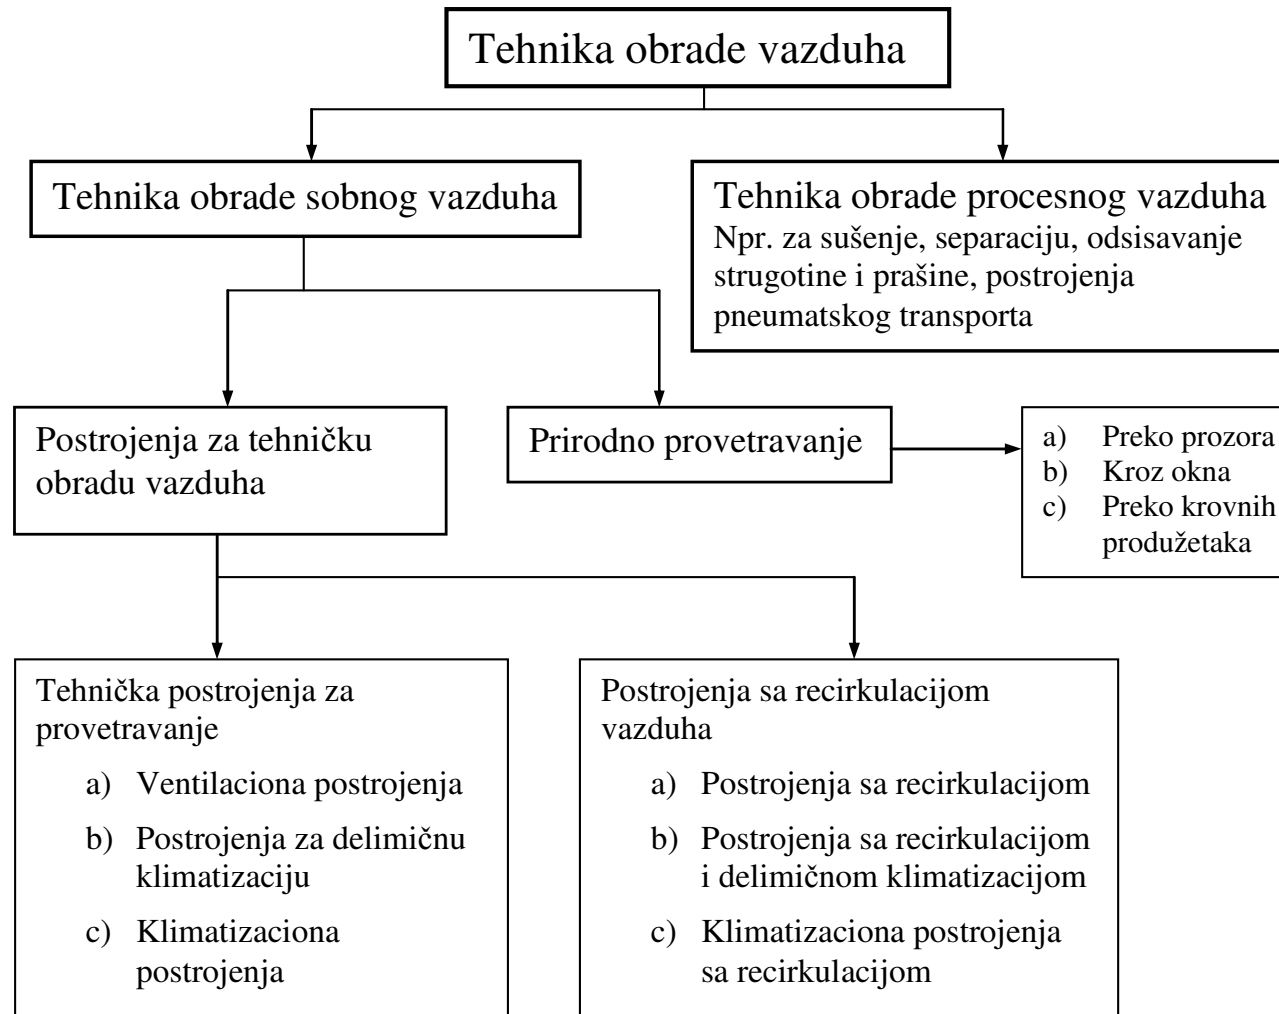 Tehnika obrade vazduha
Tehnika obrade sobnog vazduha
Tehnika obrade procesnog vazduha
Npr. za sušenje, separaciju, odsisavanje
strugotine i prašine, postrojenja
pneumatskog transporta
Postrojenja za tehničku
obradu vazduha
Prirodno provetravanje
a) Preko prozora
b) Kroz okna
c) Preko krovnih
produžetaka
Tehnička postrojenja za
provetravanje
a) Ventilaciona postrojenja
b) Postrojenja za delimičnu
klimatizaciju
c) Klimatizaciona
postrojenja
Postrojenja sa recirkulacijom
vazduha
a) Postrojenja sa recirkulacijom
b) Postrojenja sa recirkulacijom
i delimičnom klimatizacijom
c) Klimatizaciona postrojenja
sa recirkulacijom